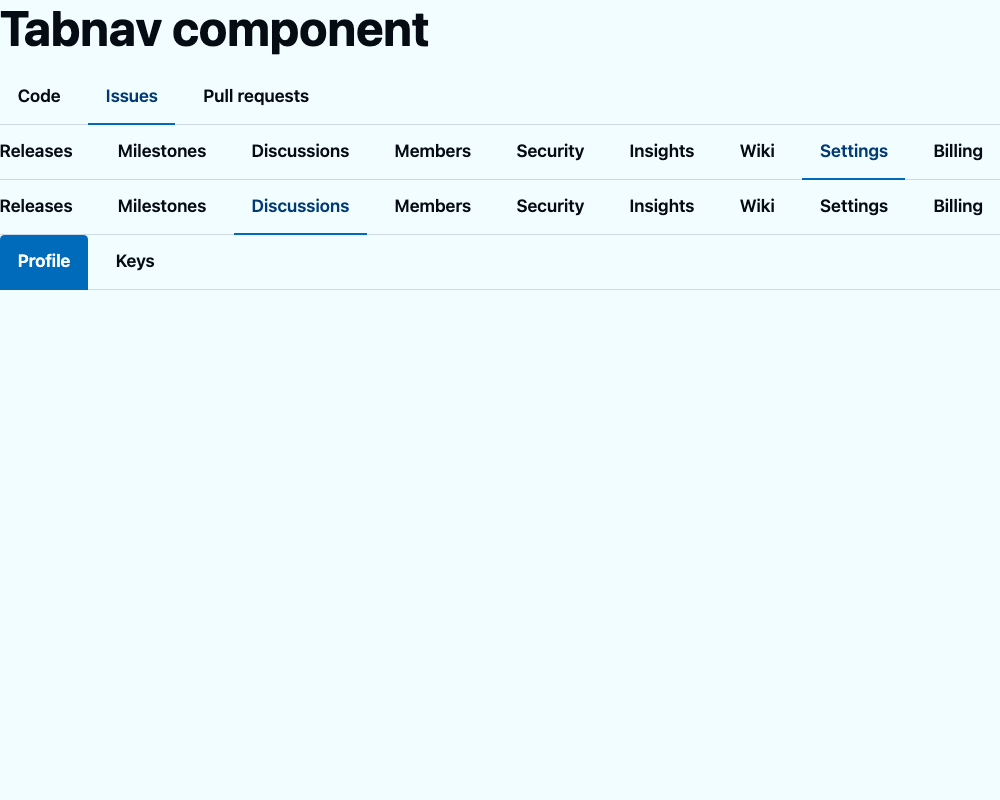 Tabnav component
Code Issues Pull requests
Releases Milestones Discussions Members Security Insights Wiki Settings Billing
Releases Milestones Discussions Members Security Insights Wiki Settings Billing
Profile Keys